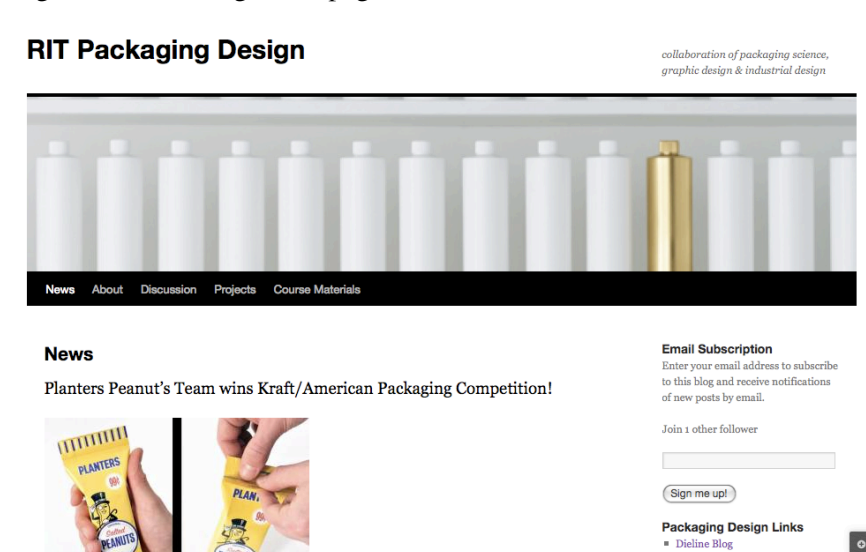 RIT Packaging Design
collaboration of packaging science,
graphic design & industrial design
News About Discussion Projects Course Materials
News
Planters Peanut's Team wins Kraft/American Packaging Competition!
PLANTERS
99¢
Salted
PEANUTS
PLAN
Email Subscription
Enter your email address to subscribe
to this blog and receive notifications
of new posts by email.
Join 1 other follower
Sign me up!
Packaging Design Links
Dieline Blog